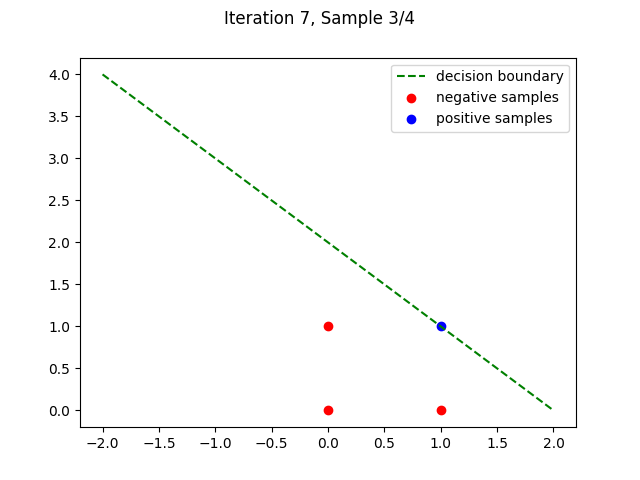 Iteration 7, Sample 3/4
decision boundary
negative samples
positive samples
4.0
3.5
3.0
2.5
2.0
1.5
1.0
0.5
0.0
−2.0 −1.5 −1.0 −0.5 0.0 0.5 1.0 1.5 2.0